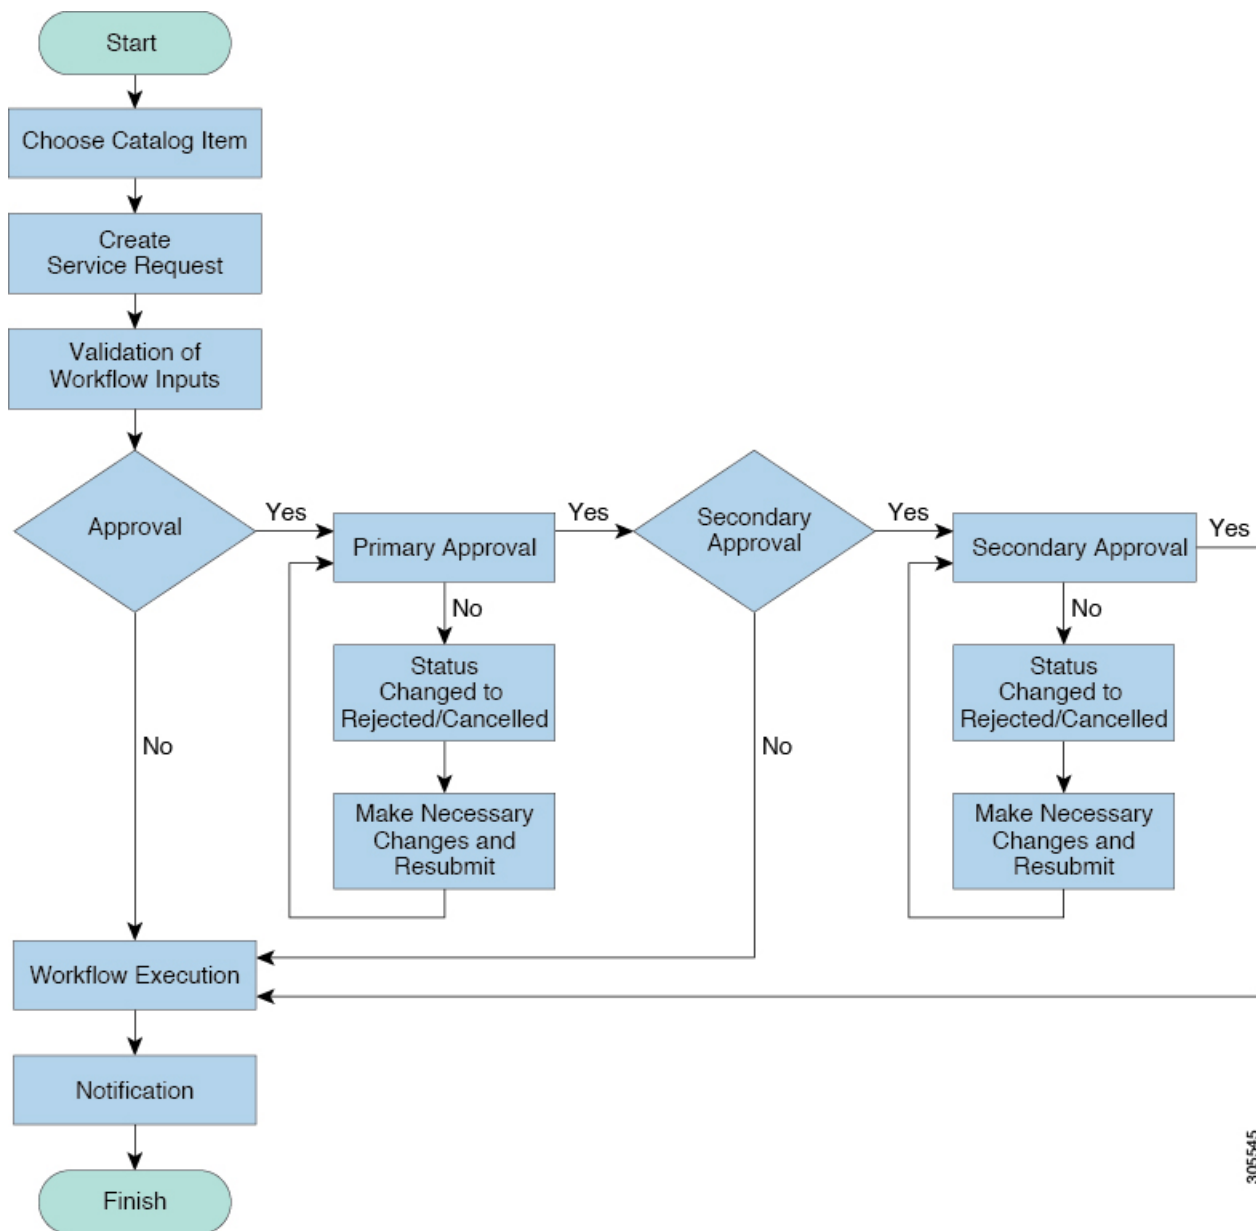 Start
Choose Catalog Item
Create
Service Request
Validation of
Workflow Inputs
Approval
Yes
Primary Approval
Yes
Secondary
Approval
Yes
Secondary Approval
Yes
No
Status
Changed to
Rejected/Cancelled
Make Necessary
Changes and
Resubmit
No
Status
Changed to
Rejected/Cancelled
Make Necessary
Changes and
Resubmit
No
No
Workflow Execution
Notification
Finish
305545